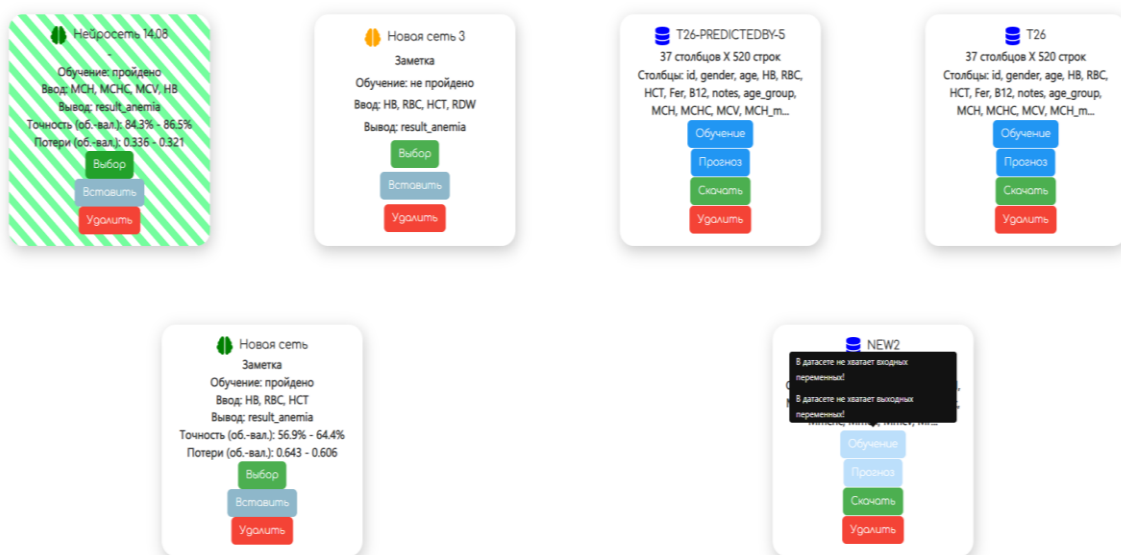 Нейросеть 14.08
-
Обучение: пройдено
Ввод: MCH, MCHC, MCV, HB
Вывод: result_anemia
Точность (об.-вал.): 84.3% - 86.5%
Потери (об.-вал.): 0.336 - 0.321
Выбор
Вставить
Удалить
Новая сеть 3
Заметка
Обучение: не пройдено
Ввод: HB, RBC, HCT, RDW
Вывод: result_anemia
Выбор
Вставить
Удалить
T26-PREDICTEDBY-5
37 столбцов X 520 строк
Столбцы: id, gender, age, HB, RBC,
HCT, Fer, B12, notes, age_group,
MCH, MCHC, MCV, MCH_m...
Обучение
Прогноз
Скачать
Удалить
T26
37 столбцов X 520 строк
Столбцы: id, gender, age, HB, RBC,
HCT, Fer, B12, notes, age_group,
MCH, MCHC, MCV, MCH_m...
Обучение
Прогноз
Скачать
Удалить
Новая сеть
Заметка
Обучение: пройдено
Ввод: HB, RBC, HCT
Вывод: result_anemia
Точность (об.-вал.): 56.9% - 64.4%
Потери (об.-вал.): 0.643 - 0.606
Выбор
Вставить
Удалить
NEW2
В датасете не хватает входных
переменных!
В датасете не хватает выходных
переменных!
Обучение
Прогноз
Скачать
Удалить